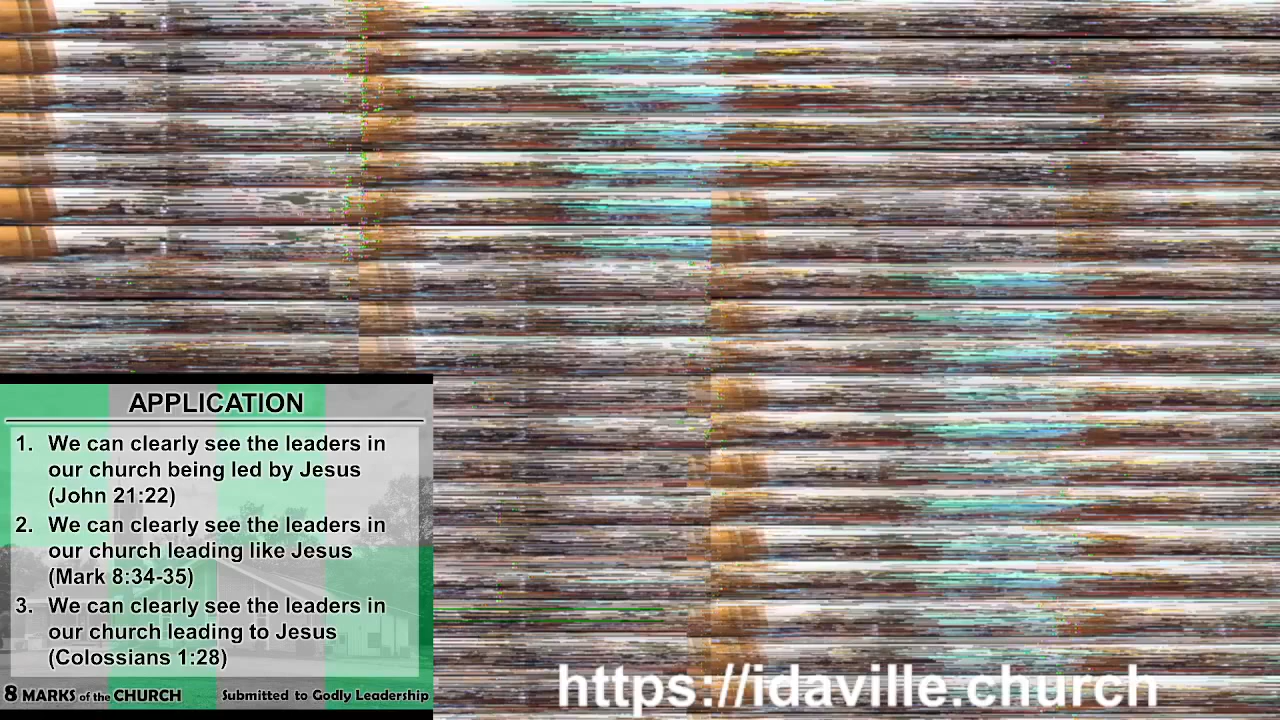 APPLICATION
1. We can clearly see the leaders in
our church being led by Jesus
(John 21:22)
2. We can clearly see the leaders in
our church leading like Jesus
(Mark 8:34-35)
3. We can clearly see the leaders in
our church leading to Jesus
(Colossians 1:28)
8 MARKS of the CHURCH
Submitted to Godly Leadership
https://idaville.church